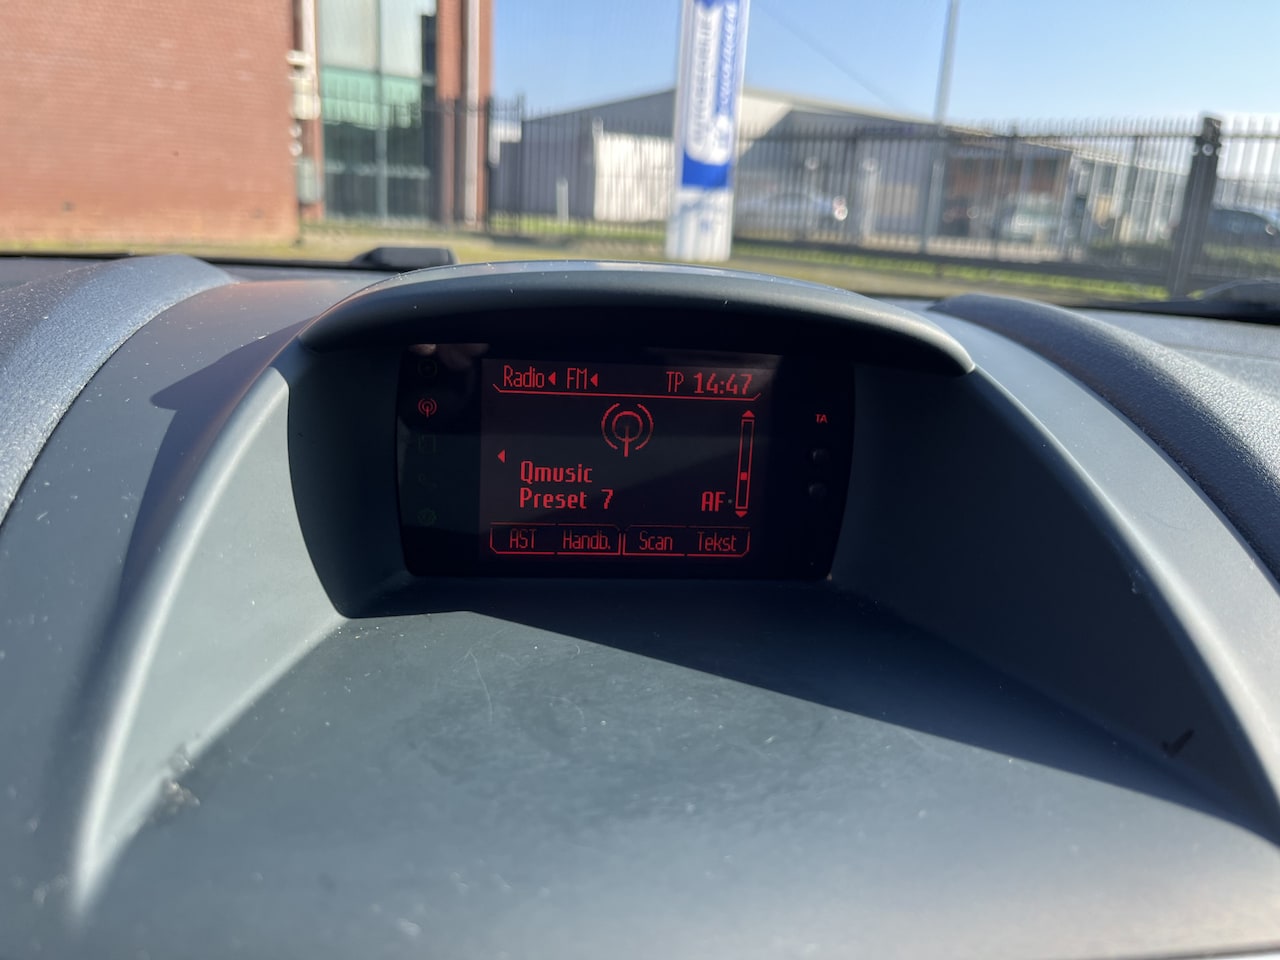 Radio FM TP 14:47
TA
Qmusic
Preset 7 AF
AST Handb. Scan Tekst